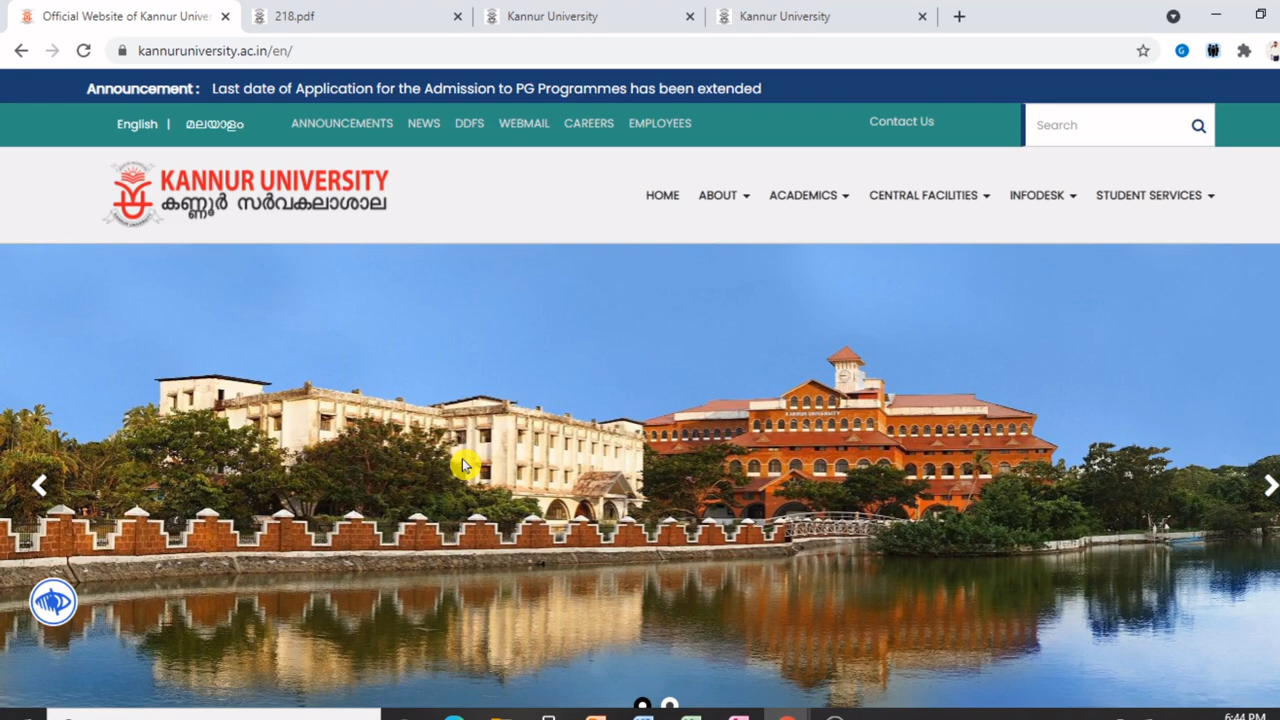 Official Website of Kannur Univer
218.pdf
Kannur University
Kannur University
kannuruniversity.ac.in/en/
Announcement : Last date of Application for the Admission to PG Programmes has been extended
English | മലയാളം ANNOUNCEMENTS NEWS DDFS WEBMAIL CAREERS EMPLOYEES Contact Us Search
KANNUR UNIVERSITY
കണ്ണൂർ സർവകലാശാല
HOME ABOUT ACADEMICS CENTRAL FACILITIES INFODESK STUDENT SERVICES
KANNUR UNIVERSITY
6:44 PM